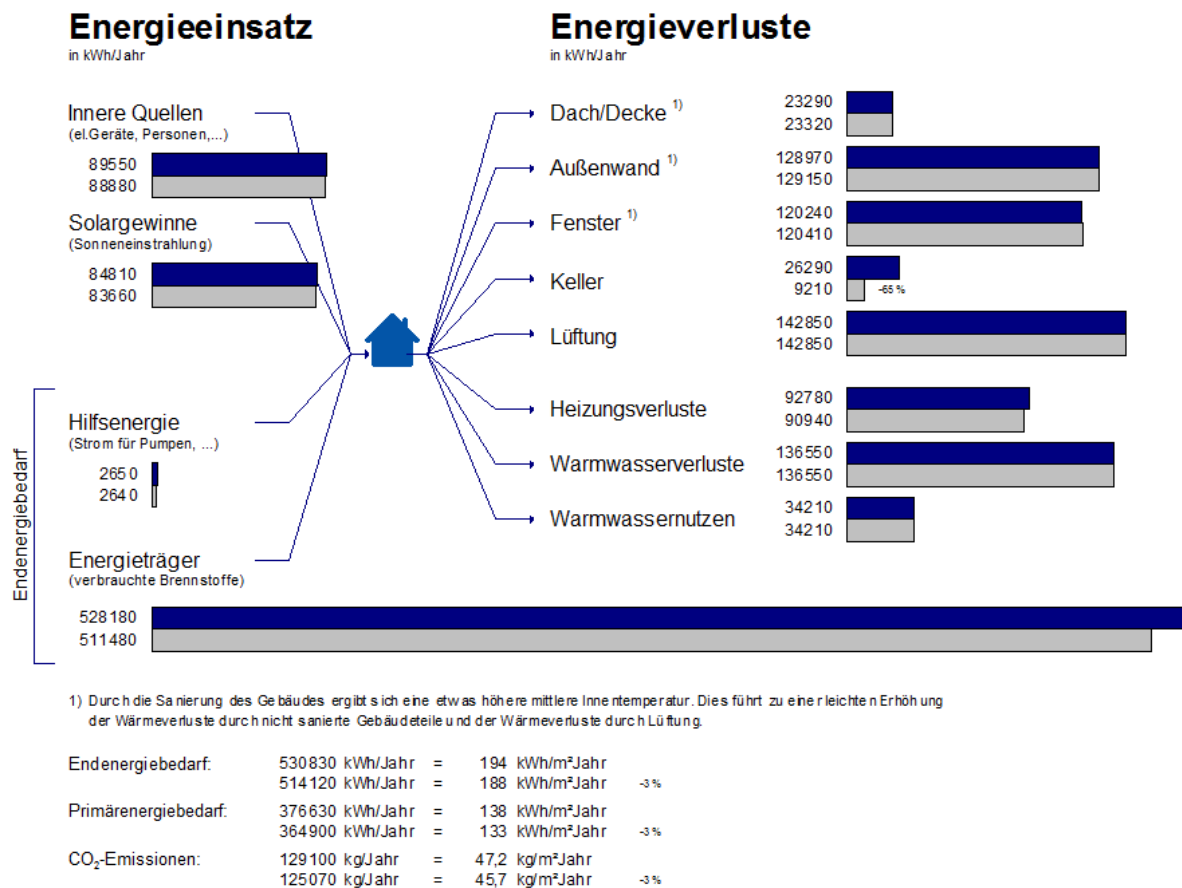 Energieeinsatz
in kWh/Jahr
Innere Quellen
(el.Geräte, Personen,...)
89550
88880
Solargewinne
(Sonneneinstrahlung)
84810
83660
Endenergiebedarf
Hilfsenergie
(Strom für Pumpen, ...)
2650
2640
Energieträger
(verbrauchte Brennstoffe)
528180
511480
Energieverluste
in kWh/Jahr
Dach/Decke 1)
23290
23320
Außenwand 1)
128970
129150
Fenster 1)
120240
120410
Keller
26290
9210 -65 %
Lüftung
142850
142850
Heizungsverluste
92780
90940
Warmwasserverluste
136550
136550
Warmwassernutzen
34210
34210
1) Durch die Sanierung des Gebäudes ergibt sich eine etwas höhere mittlere Innentemperatur. Dies führt zu einer leichten Erhöhung
der Wärmeverluste durch nicht sanierte Gebäudeteile und der Wärmeverluste durch Lüftung.
Endenergiebedarf: 530830 kWh/Jahr = 194 kWh/m²Jahr
514120 kWh/Jahr = 188 kWh/m²Jahr -3 %
Primärenergiebedarf: 376630 kWh/Jahr = 138 kWh/m²Jahr
364900 kWh/Jahr = 133 kWh/m²Jahr -3 %
CO₂-Emissionen: 129100 kg/Jahr = 47,2 kg/m²Jahr
125070 kg/Jahr = 45,7 kg/m²Jahr -3 %